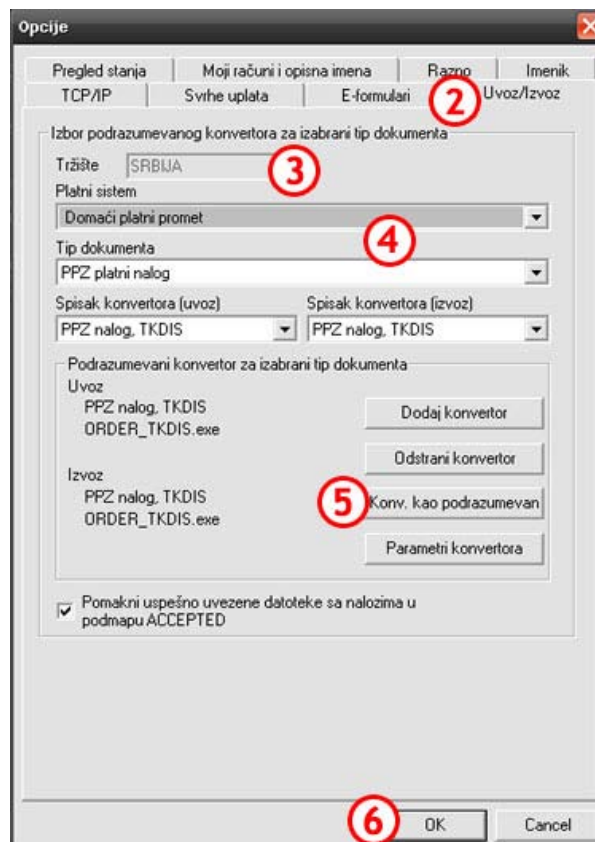 Opcije
Pregled stanja Moji računi i opisna imena Razno Imenik
TCP/IP Svrhe uplata E-formulari 2 Uvoz/Izvoz
Izbor podrazumevanog konvertora za izabrani tip dokumenta
Tržište SRBIJA 3
Platni sistem
Domaći platni promet
4
Tip dokumenta
PPZ platni nalog
Spisak konvertora (uvoz) Spisak konvertora (izvoz)
PPZ nalog, TKDIS PPZ nalog, TKDIS
Podrazumevani konvertor za izabrani tip dokumenta
Uvoz
PPZ nalog, TKDIS Dodaj konvertor
ORDER_TKDIS.exe
Odstrani konvertor
Izvoz
PPZ nalog, TKDIS 5 Konv. kao podrazumevan
ORDER_TKDIS.exe
Parametri konvertora
Pomakni uspešno uvezene datoteke sa nalozima u
podmapu ACCEPTED
6 OK Cancel